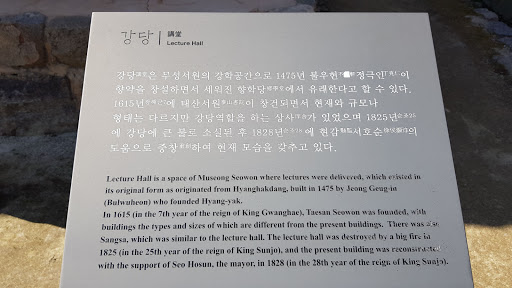 강당 | 講堂
Lecture Hall
강당은 무성서원의 강학공간으로 1475년 불우헌 정극인이
향약을 창설하면서 세워진 향학당에서 유래한다고 할 수 있다.
1615년에 태산서원이 창건되면서 현재와 규모나
형태는 다르지만 강당역할을 하는 상사가 있었으며 1825년
에 강당에 큰 불로 소실된 후 1828년에 현감서호순의
도움으로 중창하여 현재 모습을 갖추고 있다.
Lecture Hall is a space of Museong Seowon where lectures were delivered, which existed in
its original form as originated from Hyanghakdang, built in 1475 by Jeong Geug-in
(Bulwuheon) who founded Hyang-yak.
In 1615 (in the 7th year of the reign of King Gwanghae), Taesan Seowon was founded, with
buildings the types and sizes of which are different from the present buildings. There was also
Sangsa, which was similar to the lecture hall. The lecture hall was destroyed by a big fire in
1825 (in the 25th year of the reign of King Sunjo), and the present building was reconstructed
with the support of Seo Hosun, the mayor, in 1828 (in the 28th year of the reign of King Sunjo).